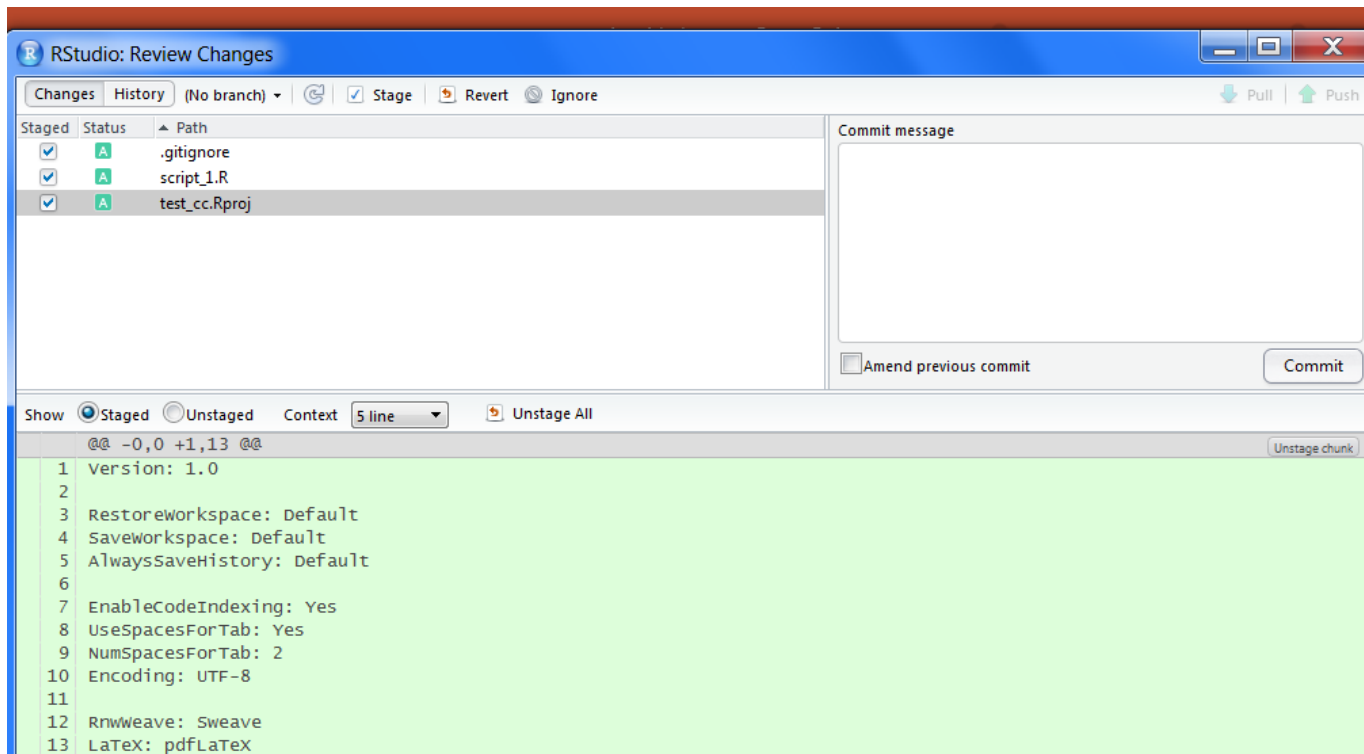 R RStudio: Review Changes
Changes History (No branch) Stage Revert Ignore Pull Push
Staged Status Path
A .gitignore
A script_1.R
A test_cc.Rproj
Commit message
Amend previous commit Commit
Show Staged Unstaged Context 5 line Unstage All
@@ -0,0 +1,13 @@ Unstage chunk
1 Version: 1.0
2
3 RestoreWorkspace: Default
4 SaveWorkspace: Default
5 AlwaysSaveHistory: Default
6
7 EnableCodeIndexing: Yes
8 UseSpacesForTab: Yes
9 NumSpacesForTab: 2
10 Encoding: UTF-8
11
12 RnwWeave: Sweave
13 LaTeX: pdfLaTeX